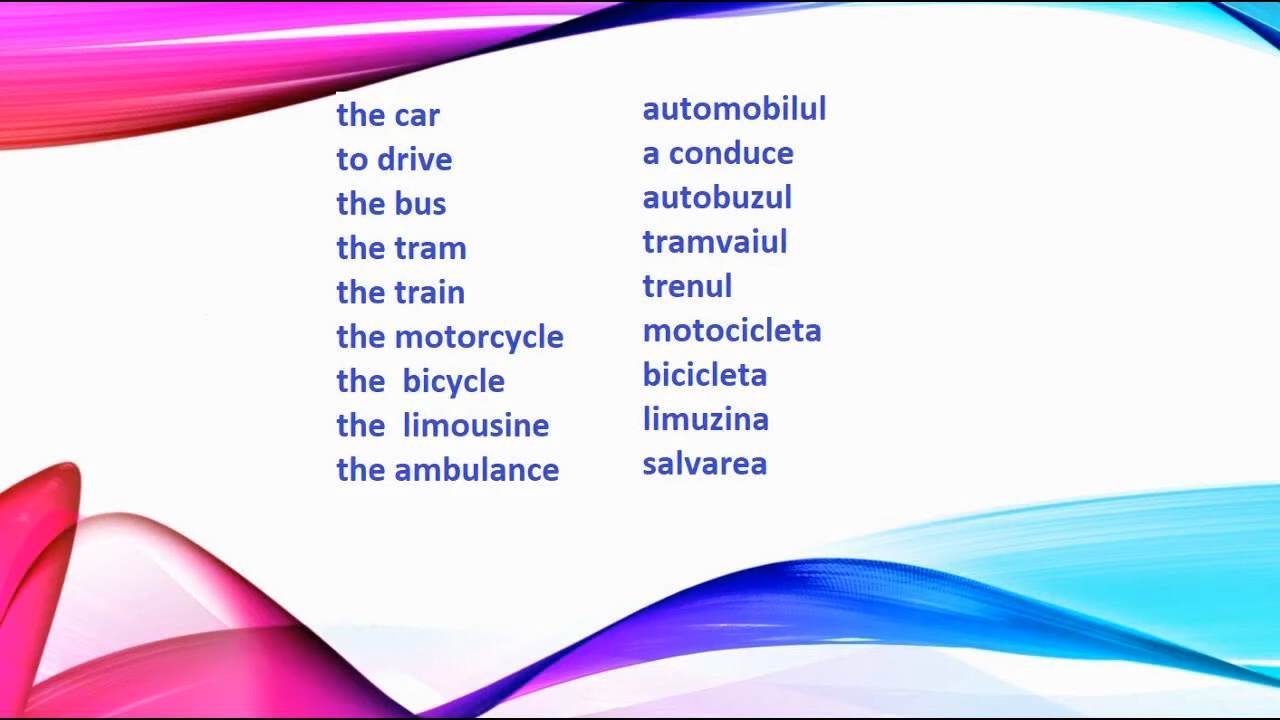 the car automobilul
to drive a conduce
the bus autobuzul
the tram tramvaiul
the train trenul
the motorcycle motocicleta
the bicycle bicicleta
the limousine limuzina
the ambulance salvarea